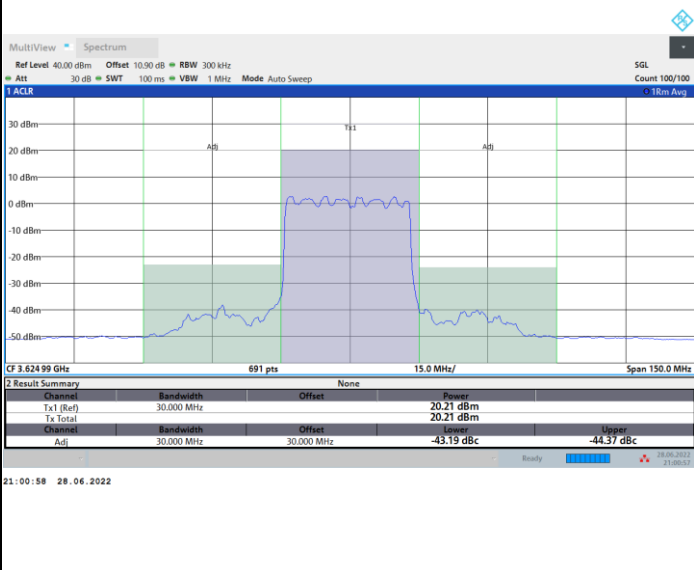 MultiView Spectrum
Ref Level 40.00 dBm Offset 10.90 dB RBW 300 kHz SGL
Att 30 dB SWT 100 ms VBW 1 MHz Mode Auto Sweep Count 100/100
1 ACLR 1Rm Avg
30 dBm
Tx1
20 dBm
Adj Adj
10 dBm
0 dBm
-10 dBm
-20 dBm
-30 dBm
-40 dBm
-50 dBm
CF 3.624 99 GHz 691 pts 15.0 MHz/ Span 150.0 MHz
2 Result Summary None
Channel Bandwidth Offset Power
Tx1 (Ref) 30.000 MHz 20.21 dBm
Tx Total 20.21 dBm
Channel Bandwidth Offset Lower Upper
Adj 30.000 MHz 30.000 MHz -43.19 dBc -44.37 dBc
Ready 28.06.2022
21:00:57
21:00:58 28.06.2022